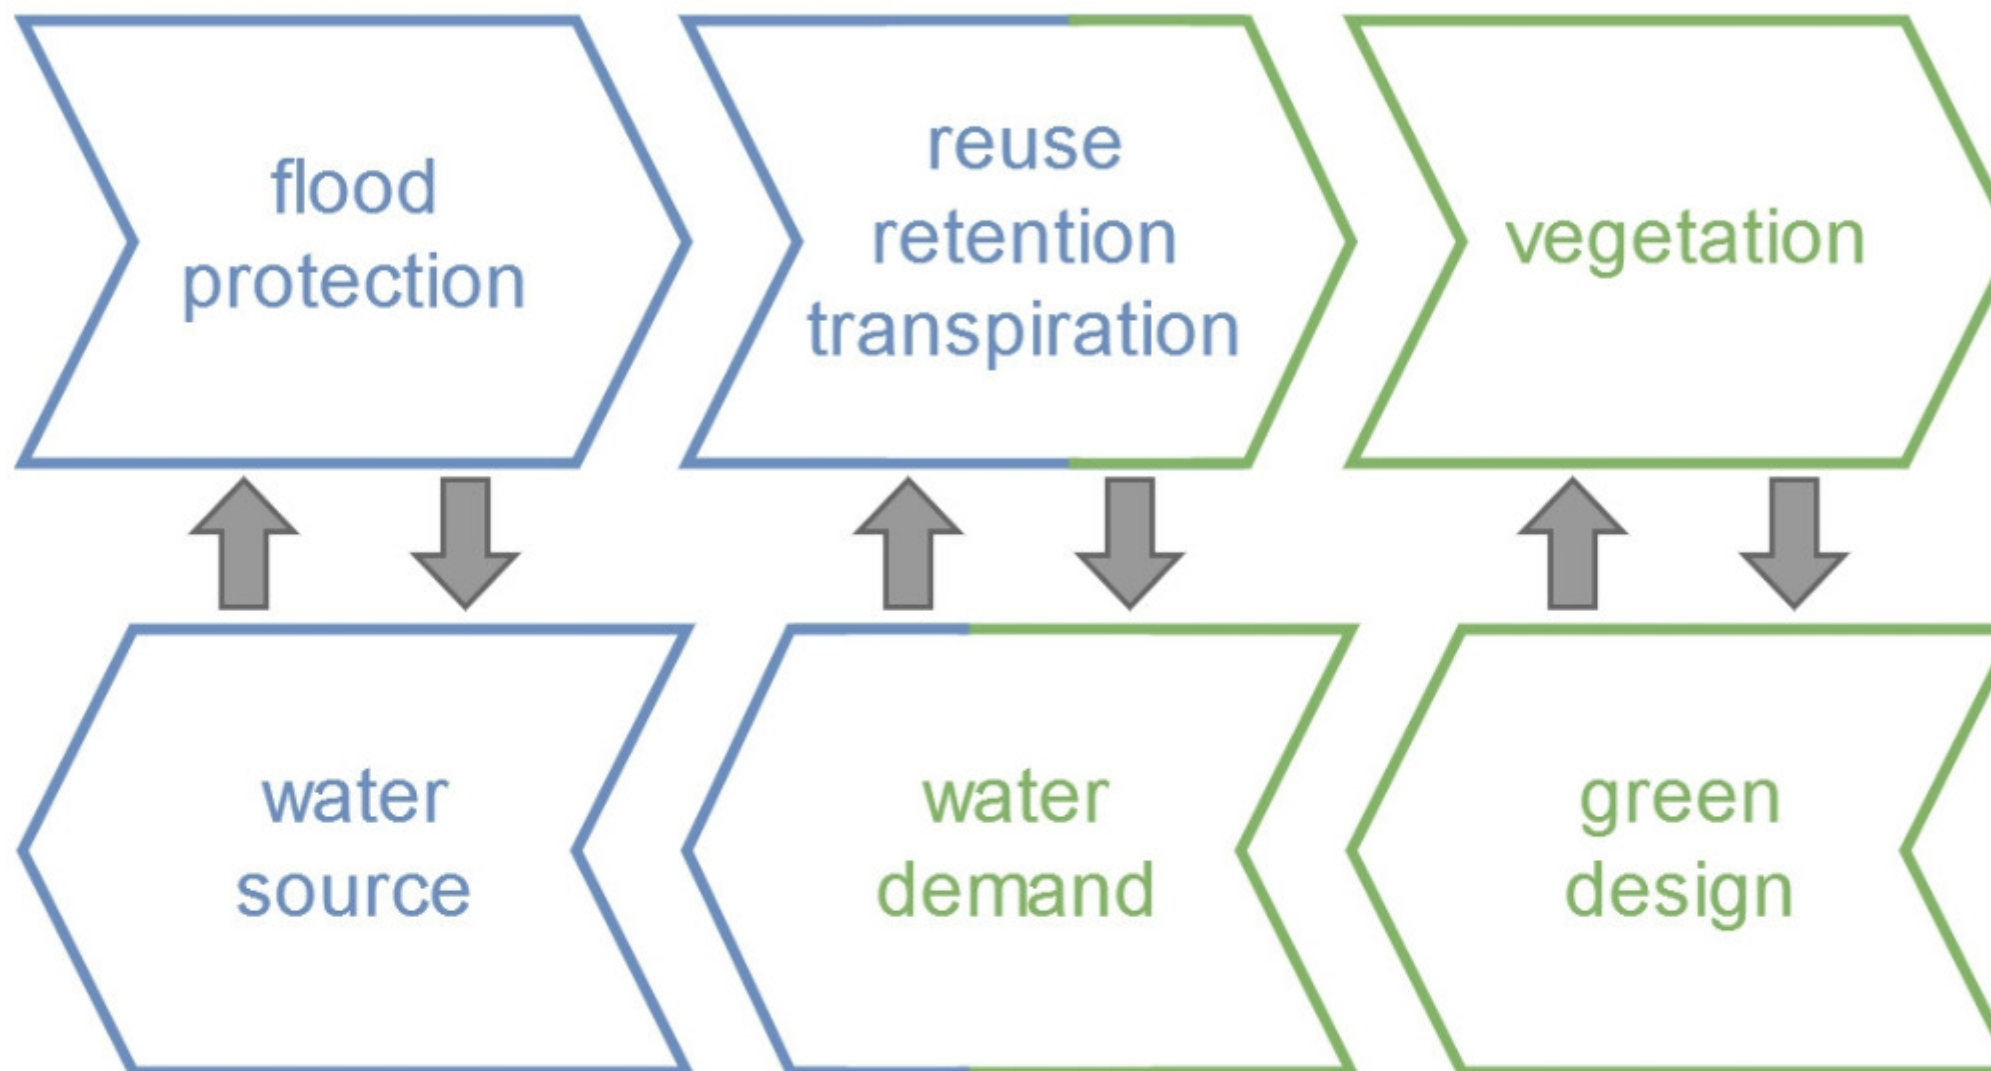 flood
protection
reuse
retention
transpiration
vegetation
water
source
water
demand
green
design